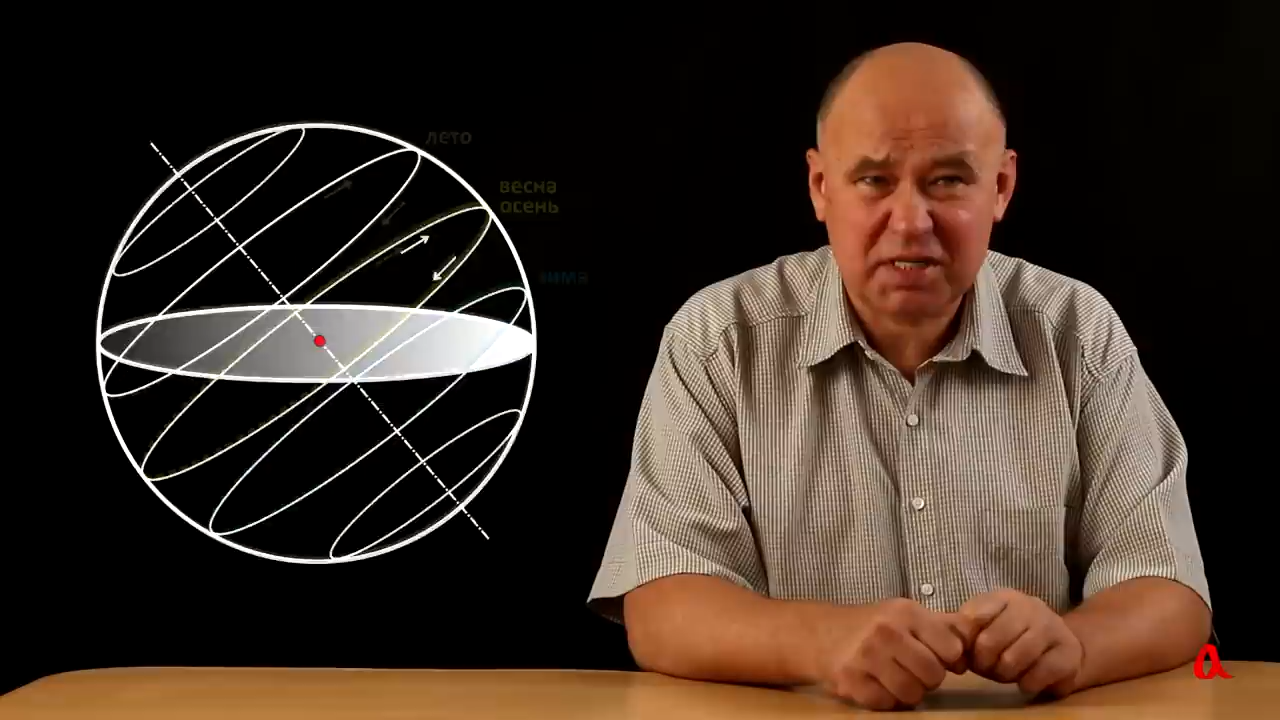 лето
весна
осень
зима